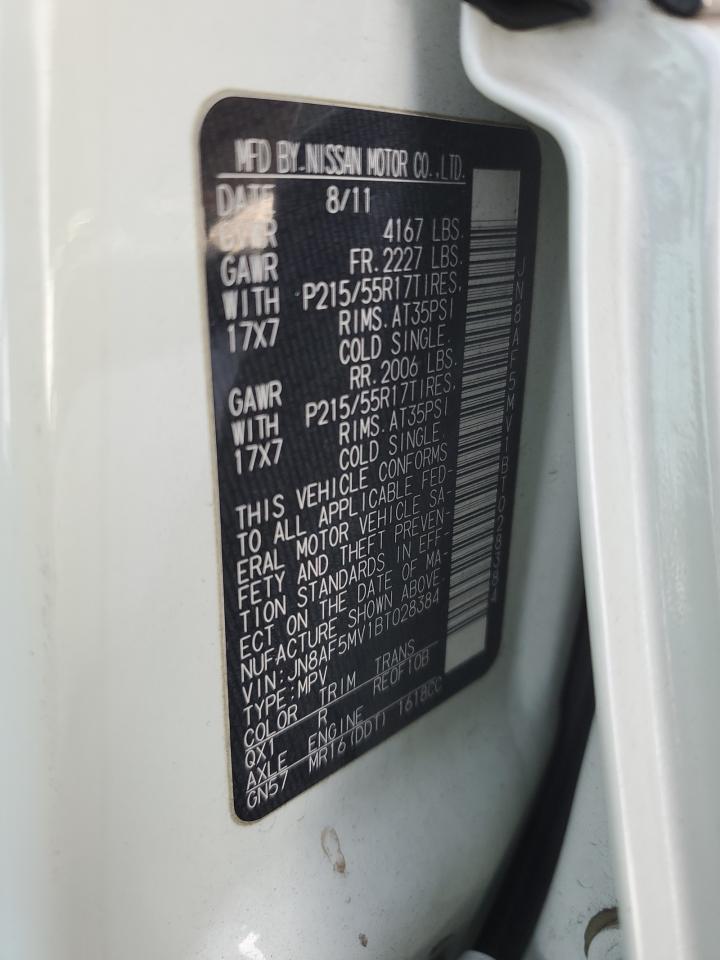 MFD BY NISSAN MOTOR CO.,LTD.
DATE 8/11
GVWR 4167 LBS.
GAWR FR. 2227 LBS.
WITH P215/55R17TIRES,
17X7 RIMS. AT35PSI
COLD SINGLE.
GAWR RR. 2006 LBS.
WITH P215/55R17TIRES,
17X7 RIMS. AT35PSI
COLD SINGLE.
THIS VEHICLE CONFORMS
TO ALL APPLICABLE FED-
ERAL MOTOR VEHICLE SA-
FETY AND THEFT PREVEN-
TION STANDARDS IN EFF-
ECT ON THE DATE OF MA-
NUFACTURE SHOWN ABOVE.
VIN:JN8AF5MV1BT028384
TYPE:MPV
COLOR TRIM TRANS
QX1 R RE0F10B
AXLE ENGINE
GN57 MR16(DDT) 1618CC
JN8AF5MV1BT028384